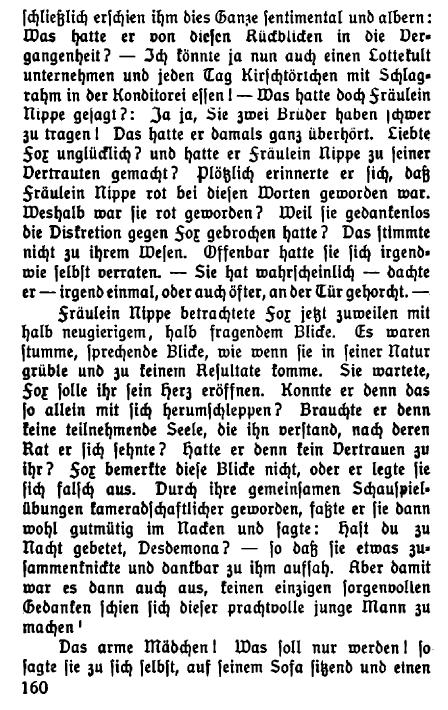 schließlich erschien ihm dies Ganze sentimental und albern:
Was hatte er von diesen Rückblicken in die Ver-
gangenheit? — Ich könnte ja nun auch einen Lottekult
unternehmen und jeden Tag Kirschtörtchen mit Schlag-
rahm in der Konditorei essen! — Was hatte doch Fräulein
Nippe gesagt?: Ja ja, Sie zwei Brüder haben schwer
zu tragen! Das hatte er damals ganz überhört. Liebte
Fox unglücklich? und hatte er Fräulein Nippe zu seiner
Vertrauten gemacht? Plötzlich erinnerte er sich, daß
Fräulein Nippe rot bei diesen Worten geworden war.
Weshalb war sie rot geworden? Weil sie gedankenlos
die Diskretion gegen Fox gebrochen hatte? Das stimmte
nicht zu ihrem Wesen. Offenbar hatte sie sich irgend-
wie selbst verraten. — Sie hat wahrscheinlich — dachte
er — irgend einmal, oder auch öfter, an der Tür gehorcht. —
Fräulein Nippe betrachtete Fox jetzt zuweilen mit
halb neugierigem, halb fragendem Blicke. Es waren
stumme, sprechende Blicke, wie wenn sie in seiner Natur
grüble und zu keinem Resultate komme. Sie wartete,
Fox solle ihr sein Herz eröffnen. Konnte er denn das
so allein mit sich herumschleppen? Brauchte er denn
keine teilnehmende Seele, die ihn verstand, nach deren
Rat er sich sehnte? Hatte er denn kein Vertrauen zu
ihr? Fox bemerkte diese Blicke nicht, oder er legte sie
sich falsch aus. Durch ihre gemeinsamen Schauspiel-
übungen kameradschaftlicher geworden, faßte er sie dann
wohl gutmütig im Nacken und sagte: Hast du zu
Nacht gebetet, Desdemona? — so daß sie etwas zu-
sammenknickte und dankbar zu ihm aufsah. Aber damit
war es dann auch aus, keinen einzigen sorgenvollen
Gedanken schien sich dieser prachtvolle junge Mann zu
machen!
Das arme Mädchen! Was soll nur werden! so
sagte sie zu sich selbst, auf seinem Sofa sitzend und einen
160